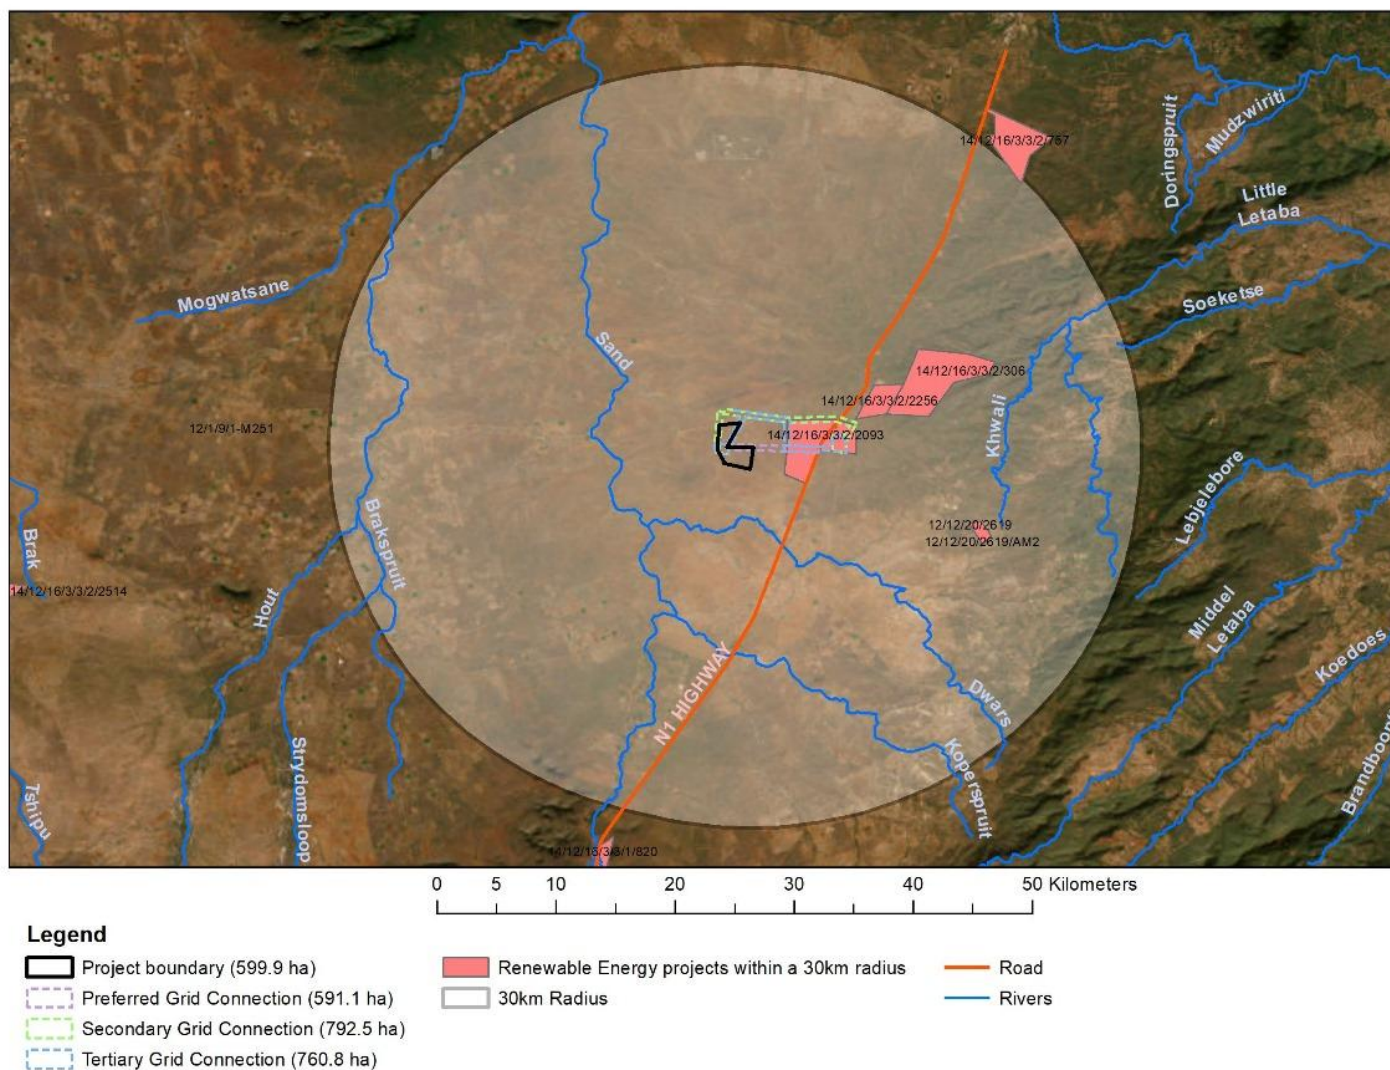 14/12/16/3/3/2/757
Doringspruit
Mudzwiriti
Little
Letaba
Mogwatsane
Soeketse
Sand
14/12/16/3/3/2/306
14/12/16/3/3/2/2256
12/1/9/1-M251
14/12/16/3/3/2/2093
Khwali
Lebjelebore
Brak
Brakspruit
12/12/20/2619
12/12/20/2619/AM2
14/12/16/3/3/2/2514
Hout
Middel
Letaba
Koedoes
N1 HIGHWAY
Dwars
Strydomsloop
Koperspruit
Brandboon
Tshipu
14/12/16/3/3/1/820
0 5 10 20 30 40 50 Kilometers
Legend
Project boundary (599.9 ha)
Preferred Grid Connection (591.1 ha)
Secondary Grid Connection (792.5 ha)
Tertiary Grid Connection (760.8 ha)
Renewable Energy projects within a 30km radius
30km Radius
Road
Rivers